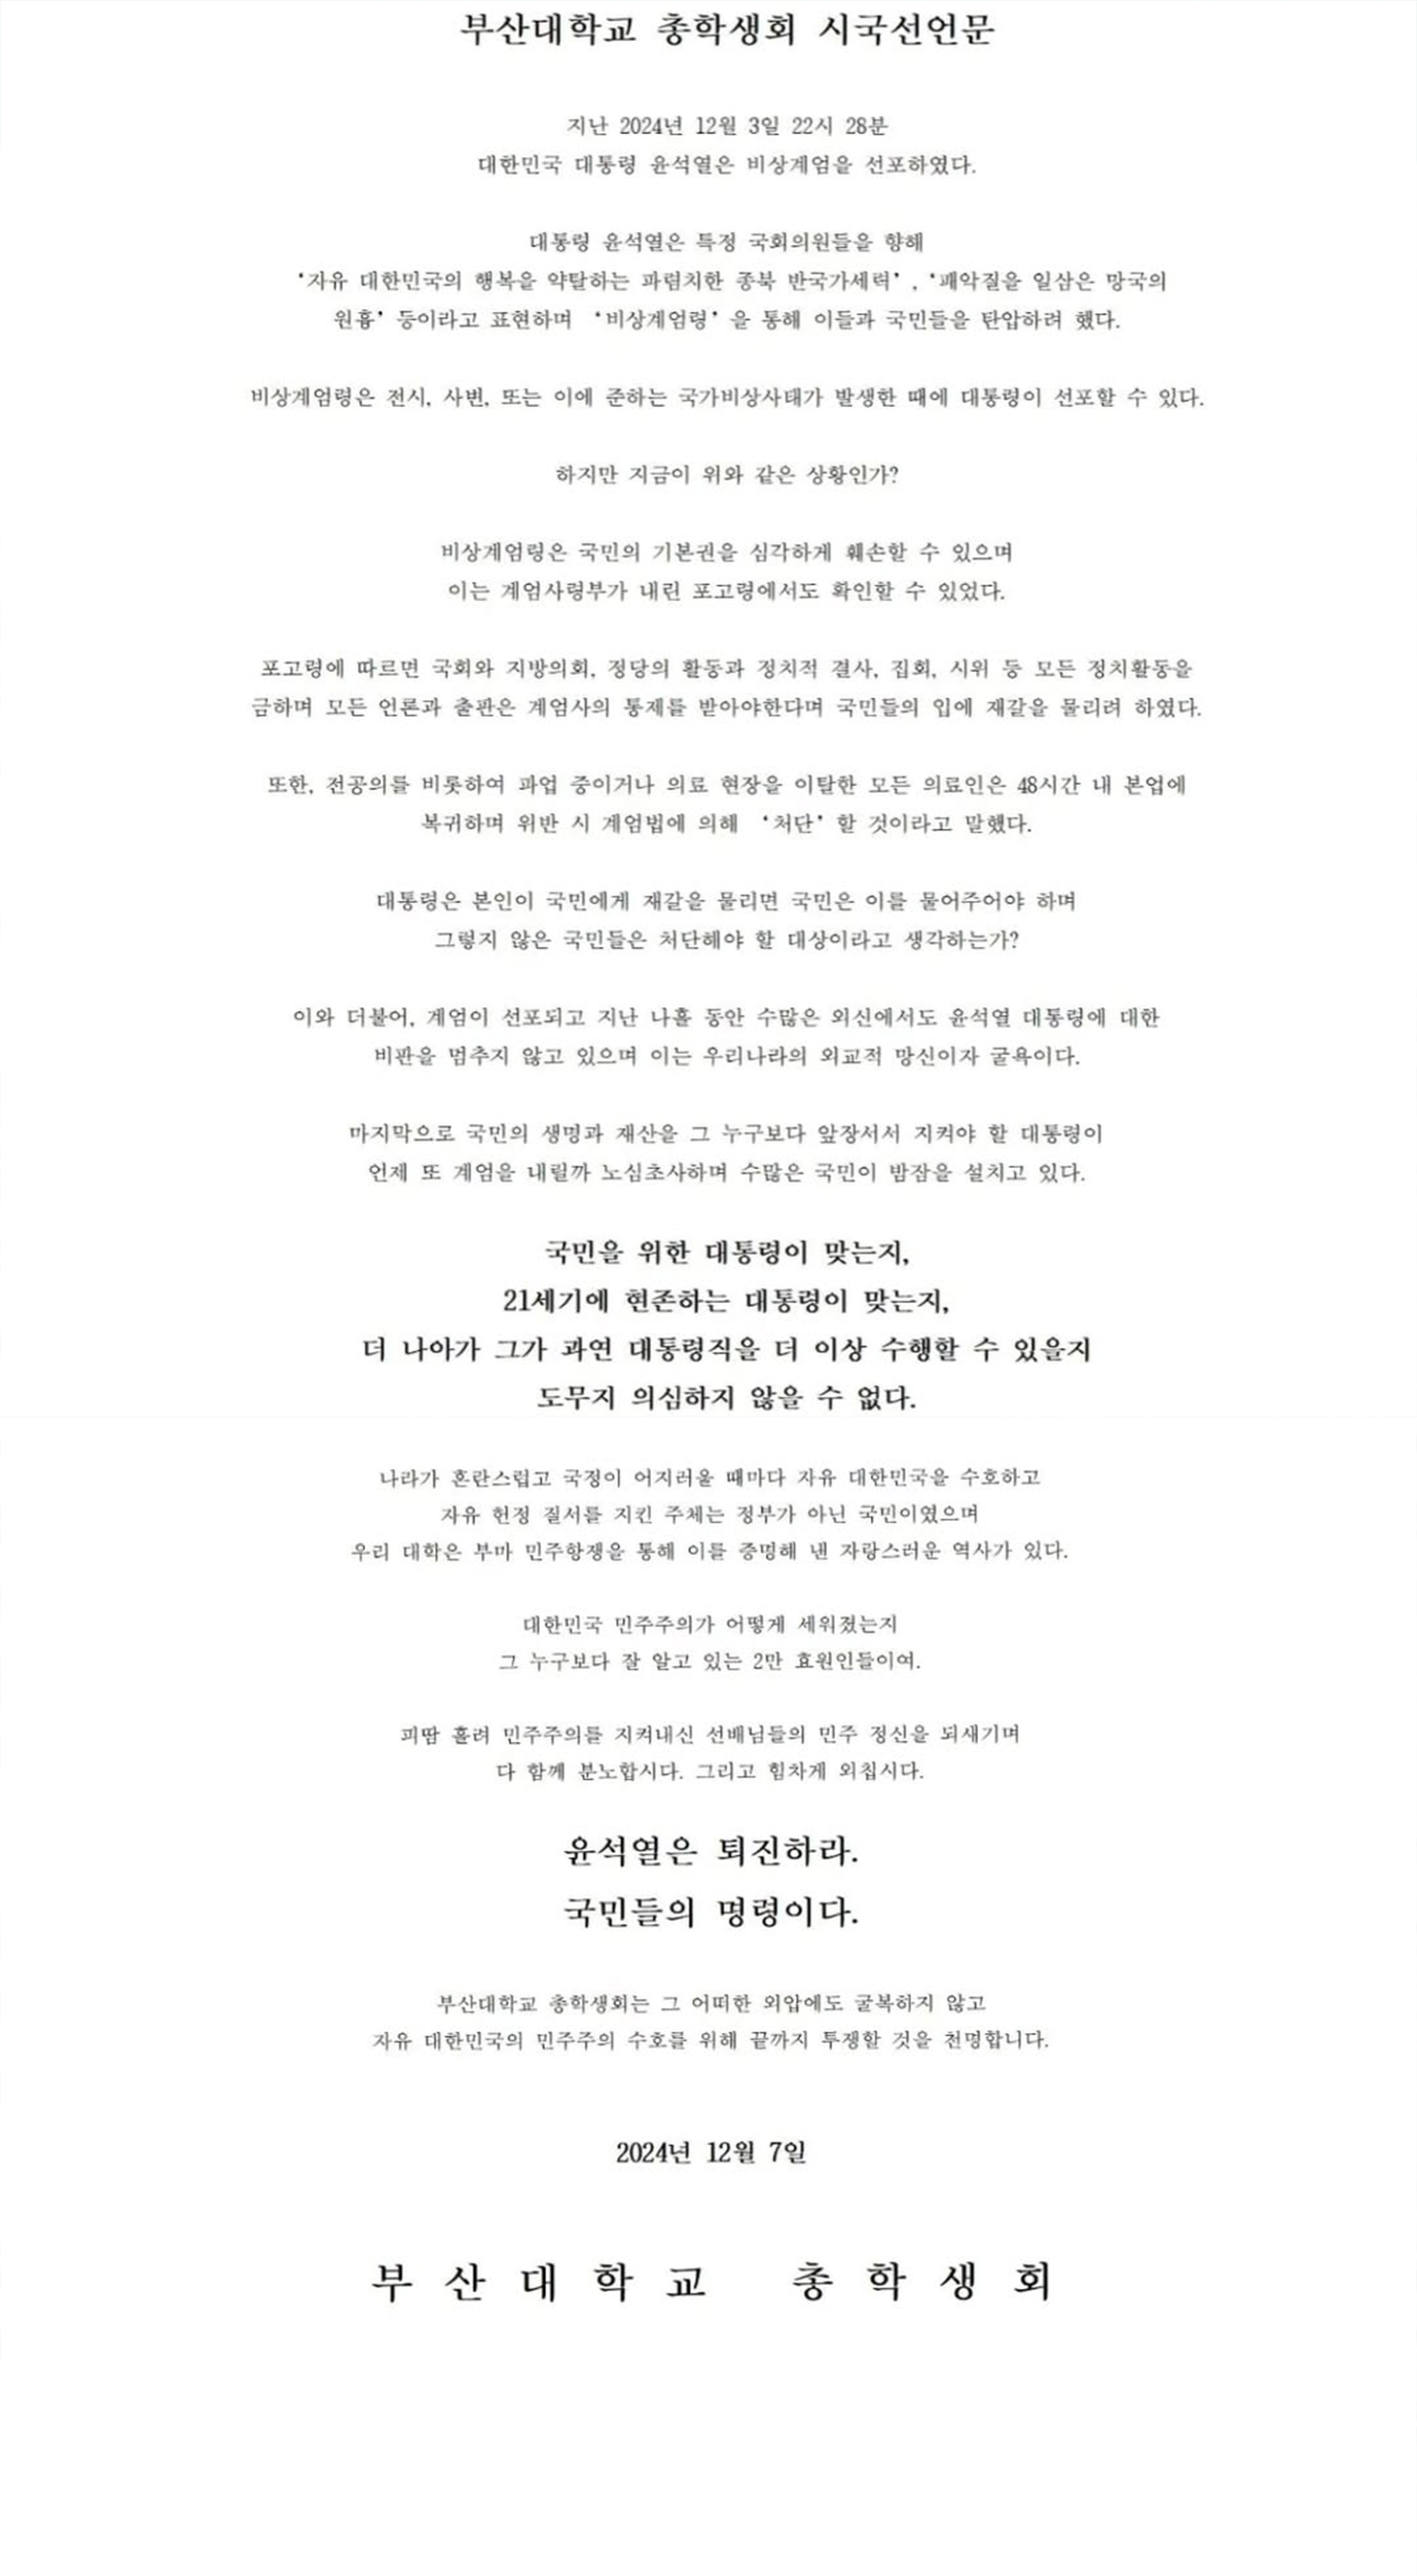 부산대학교 총학생회 시국선언문
지난 2024년 12월 3일 22시 28분
대한민국 대통령 윤석열은 비상계엄을 선포하였다.
대통령 윤석열은 특정 국회의원들을 향해
‘자유 대한민국의 행복을 약탈하는 파렴치한 종북 반국가세력’, ‘패악질을 일삼은 망국의
원흉’ 등이라고 표현하며 ‘비상계엄령’을 통해 이들과 국민들을 탄압하려 했다.
비상계엄령은 전시, 사변, 또는 이에 준하는 국가비상사태가 발생한 때에 대통령이 선포할 수 있다.
하지만 지금이 위와 같은 상황인가?
비상계엄령은 국민의 기본권을 심각하게 훼손할 수 있으며
이는 계엄사령부가 내린 포고령에서도 확인할 수 있었다.
포고령에 따르면 국회와 지방의회, 정당의 활동과 정치적 결사, 집회, 시위 등 모든 정치활동을
금하며 모든 언론과 출판은 계엄사의 통제를 받아야한다며 국민들의 입에 재갈을 물리려 하였다.
또한, 전공의를 비롯하여 파업 중이거나 의료 현장을 이탈한 모든 의료인은 48시간 내 본업에
복귀하며 위반 시 계엄법에 의해 ‘처단’할 것이라고 말했다.
대통령은 본인이 국민에게 재갈을 물리면 국민은 이를 물어주어야 하며
그렇지 않은 국민들은 처단해야 할 대상이라고 생각하는가?
이와 더불어, 계엄이 선포되고 지난 나흘 동안 수많은 외신에서도 윤석열 대통령에 대한
비판을 멈추지 않고 있으며 이는 우리나라의 외교적 망신이자 굴욕이다.
마지막으로 국민의 생명과 재산을 그 누구보다 앞장서서 지켜야 할 대통령이
언제 또 계엄을 내릴까 노심초사하며 수많은 국민이 밤잠을 설치고 있다.
국민을 위한 대통령이 맞는지,
21세기에 현존하는 대통령이 맞는지,
더 나아가 그가 과연 대통령직을 더 이상 수행할 수 있을지
도무지 의심하지 않을 수 없다.
나라가 혼란스럽고 국정이 어지러울 때마다 자유 대한민국을 수호하고
자유 헌정 질서를 지킨 주체는 정부가 아닌 국민이였으며
우리 대학은 부마 민주항쟁을 통해 이를 증명해 낸 자랑스러운 역사가 있다.
대한민국 민주주의가 어떻게 세워졌는지
그 누구보다 잘 알고 있는 2만 효원인들이여.
피땀 흘려 민주주의를 지켜내신 선배님들의 민주 정신을 되새기며
다 함께 분노합시다. 그리고 힘차게 외칩시다.
윤석열은 퇴진하라.
국민들의 명령이다.
부산대학교 총학생회는 그 어떠한 외압에도 굴복하지 않고
자유 대한민국의 민주주의 수호를 위해 끝까지 투쟁할 것을 천명합니다.
2024년 12월 7일
부 산 대 학 교 총 학 생 회